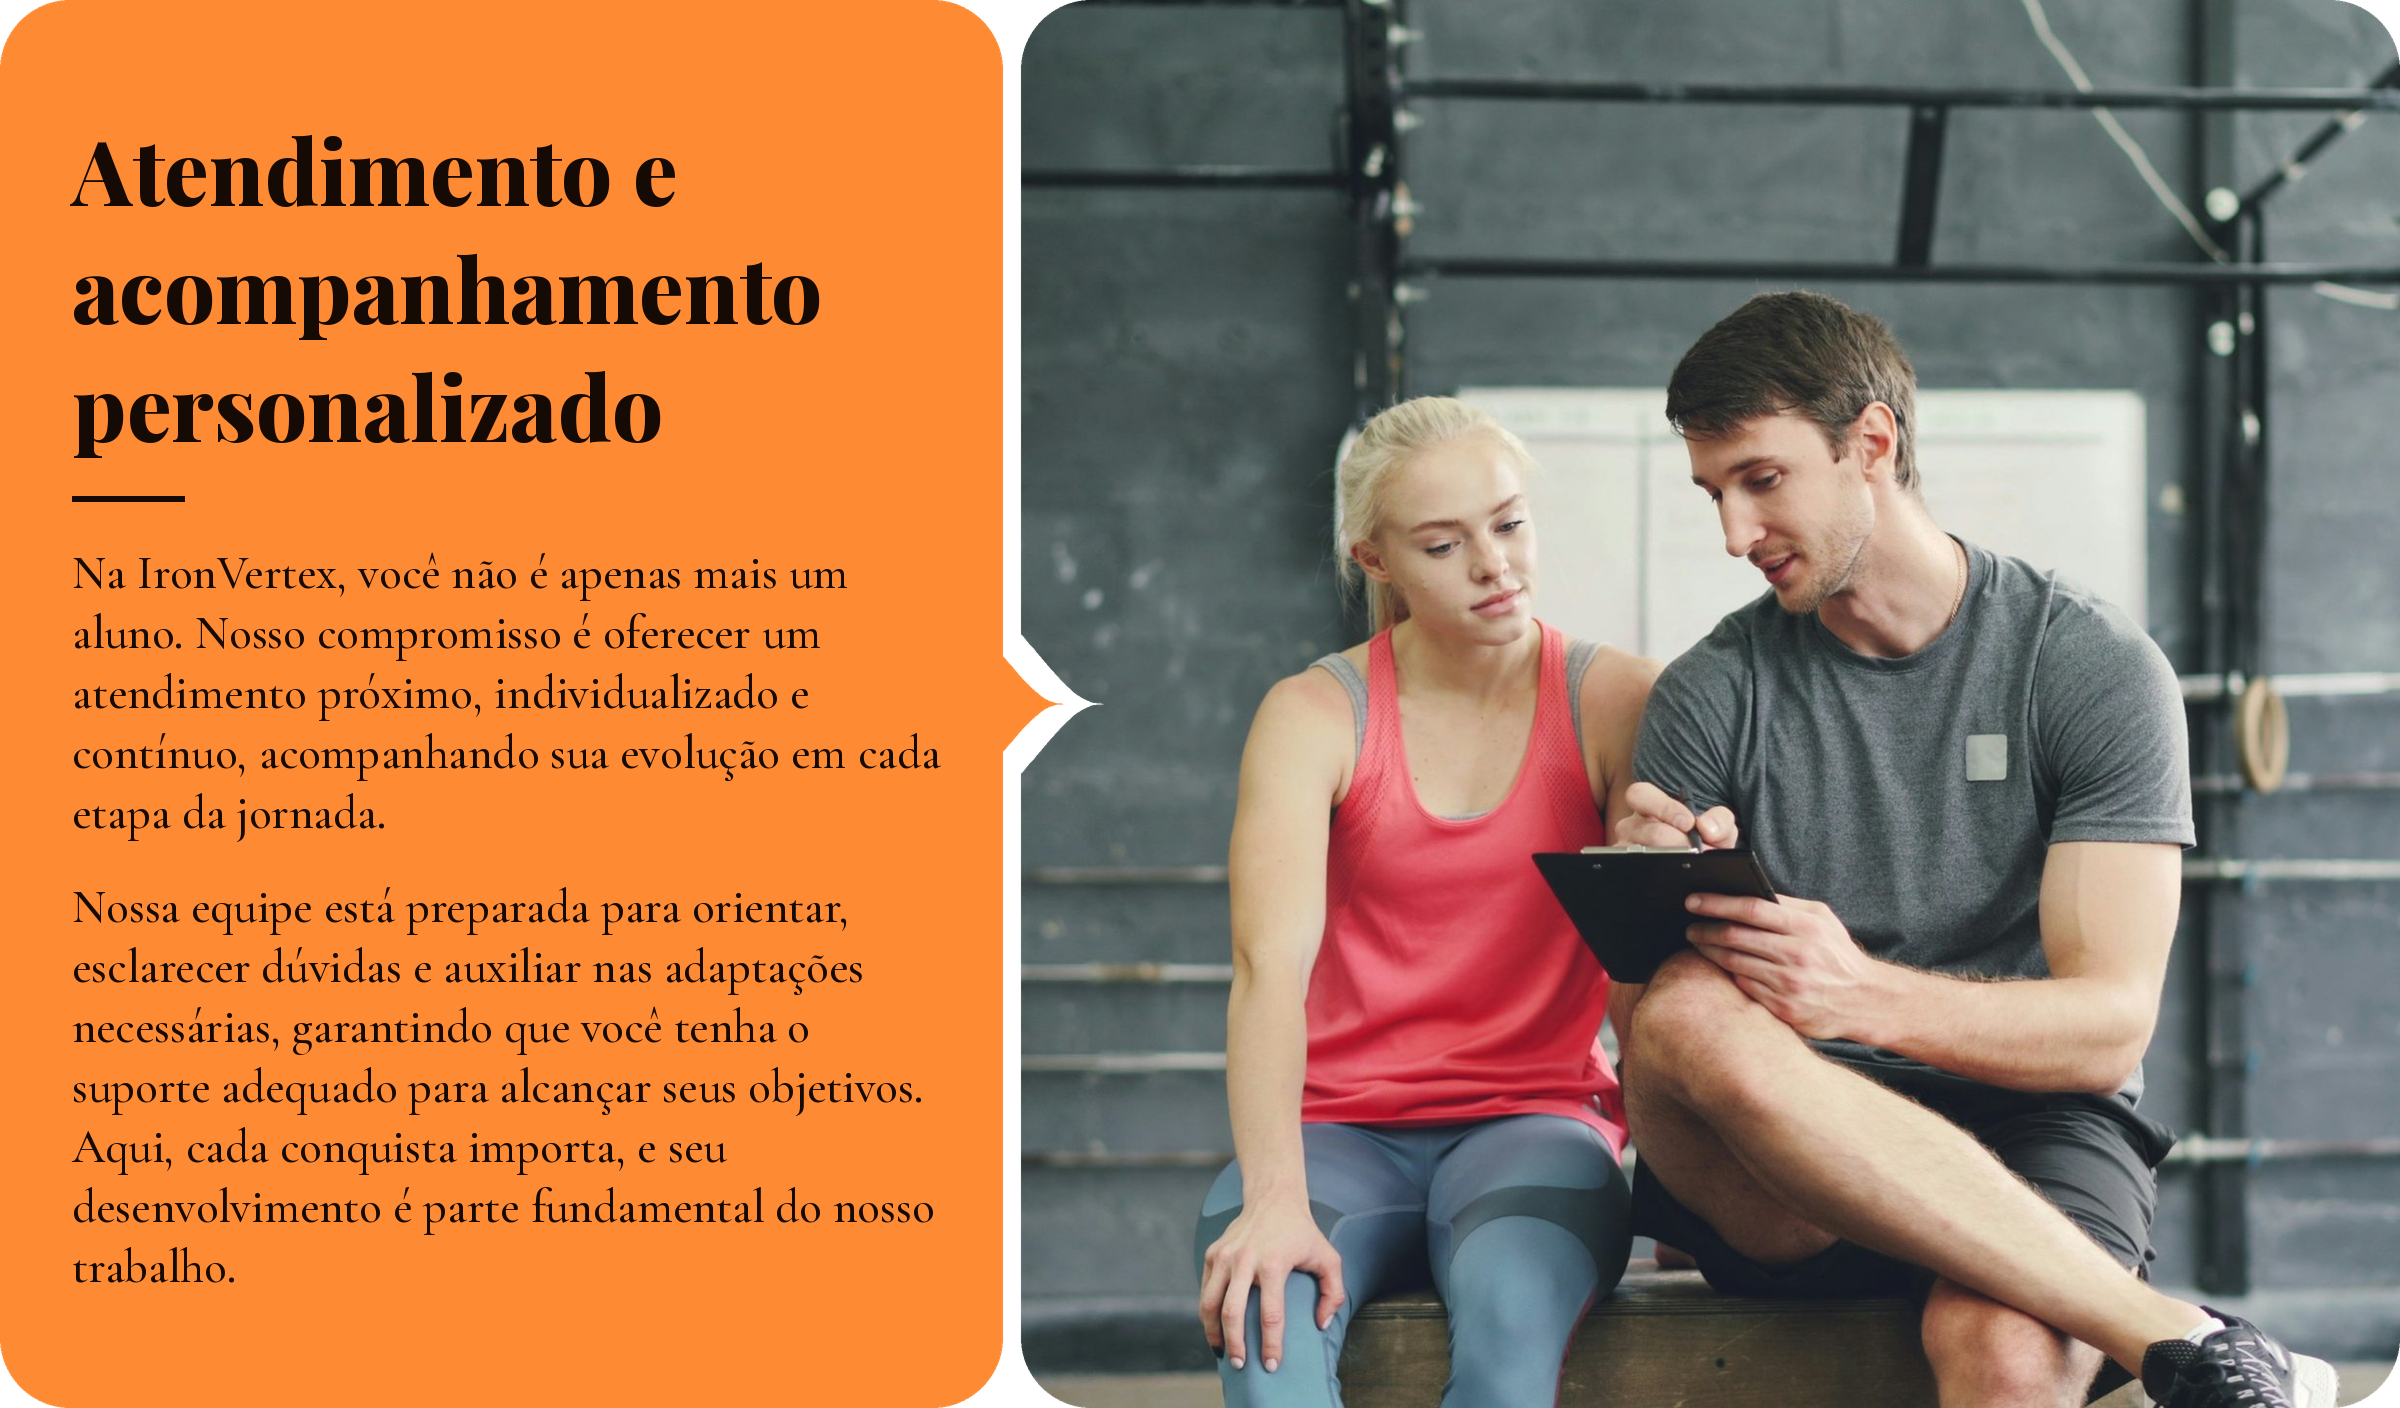 Atendimento e
acompanhamento
personalizado
Na IronVertex, você não é apenas mais um
aluno. Nosso compromisso é oferecer um
atendimento próximo, individualizado e
contínuo, acompanhando sua evolução em cada
etapa da jornada.
Nossa equipe está preparada para orientar,
esclarecer dúvidas e auxiliar nas adaptações
necessárias, garantindo que você tenha o
suporte adequado para alcançar seus objetivos.
Aqui, cada conquista importa, e seu
desenvolvimento é parte fundamental do nosso
trabalho.